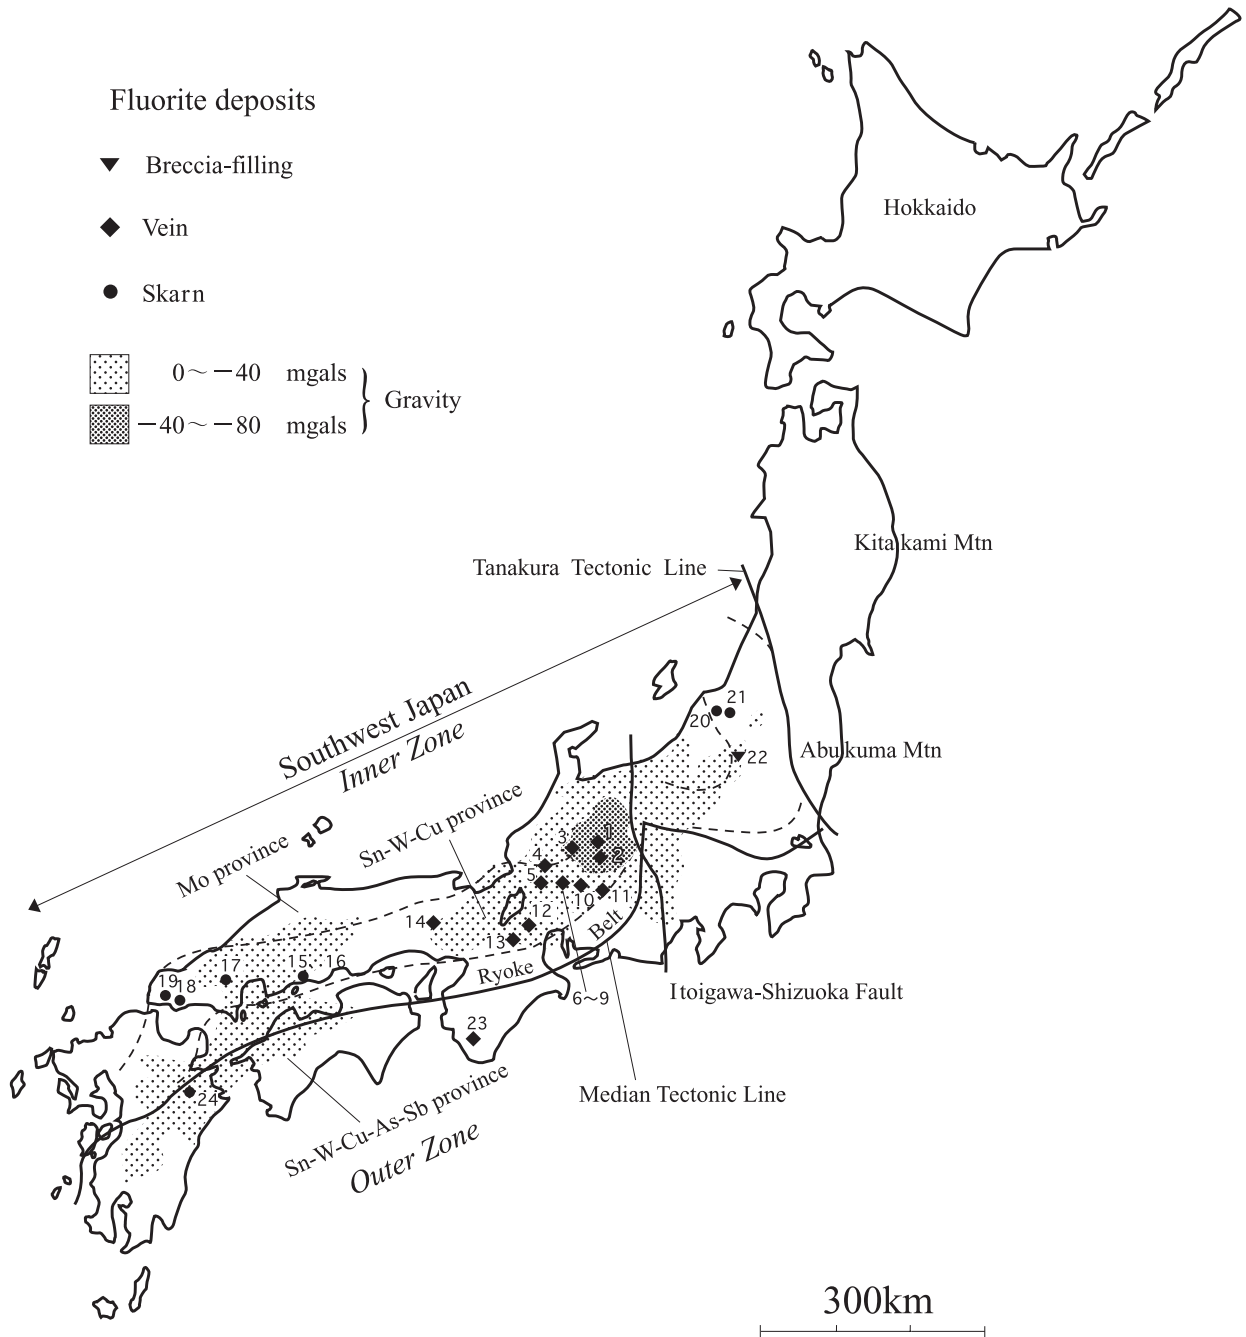 Fluorite deposits
Breccia-filling
Vein
Skarn
0～−40 mgals
−40～−80 mgals
Gravity
Hokkaido
Kitakami Mtn
Tanakura Tectonic Line
Southwest Japan
Inner Zone
21
20
22
Abukuma Mtn
Sn-W-Cu province
Mo province
1
3
2
4
5
10
11
12
14
13
Belt
Ryoke
15
16
17
19
18
6～9
Itoigawa-Shizuoka Fault
23
Median Tectonic Line
24
Sn-W-Cu-As-Sb province
Outer Zone
300km